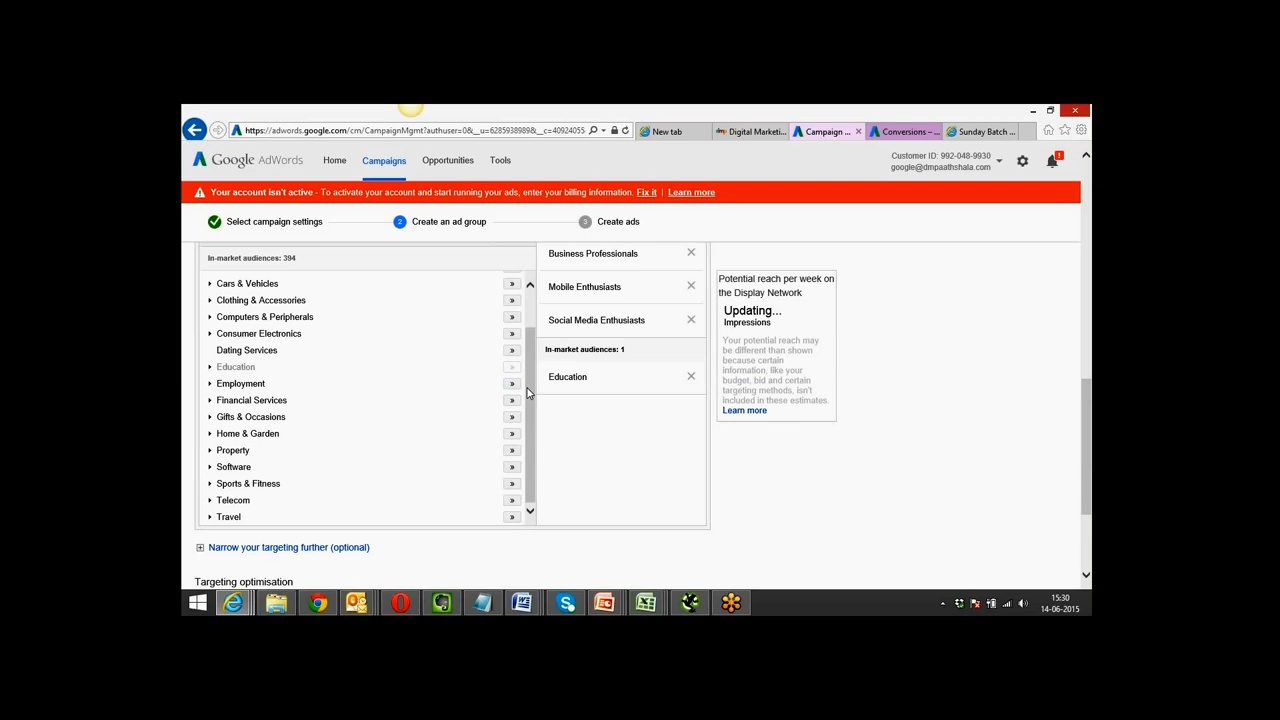 https://adwords.google.com/cm/CampaignMgmt?authuser=0&__u=6285938989&__c=40924055
New tab
Digital Marketi...
Campaign ...
Conversions – ...
Sunday Batch ...
Google AdWords
Home
Campaigns
Opportunities
Tools
Customer ID: 992-048-9930
google@dmpaathshala.com
!
Your account isn't active - To activate your account and start running your ads, enter your billing information. Fix it | Learn more
Select campaign settings
2 Create an ad group
3 Create ads
In-market audiences: 394
Cars & Vehicles »
Clothing & Accessories »
Computers & Peripherals »
Consumer Electronics »
Dating Services »
Education »
Employment »
Financial Services »
Gifts & Occasions »
Home & Garden »
Property »
Software »
Sports & Fitness »
Telecom »
Travel »
Business Professionals
Mobile Enthusiasts
Social Media Enthusiasts
In-market audiences: 1
Education
Potential reach per week on
the Display Network
Updating...
Impressions
Your potential reach may
be different than shown
because certain
information, like your
budget, bid and certain
targeting methods, isn't
included in these estimates.
Learn more
Narrow your targeting further (optional)
Targeting optimisation
15:30
14-06-2015